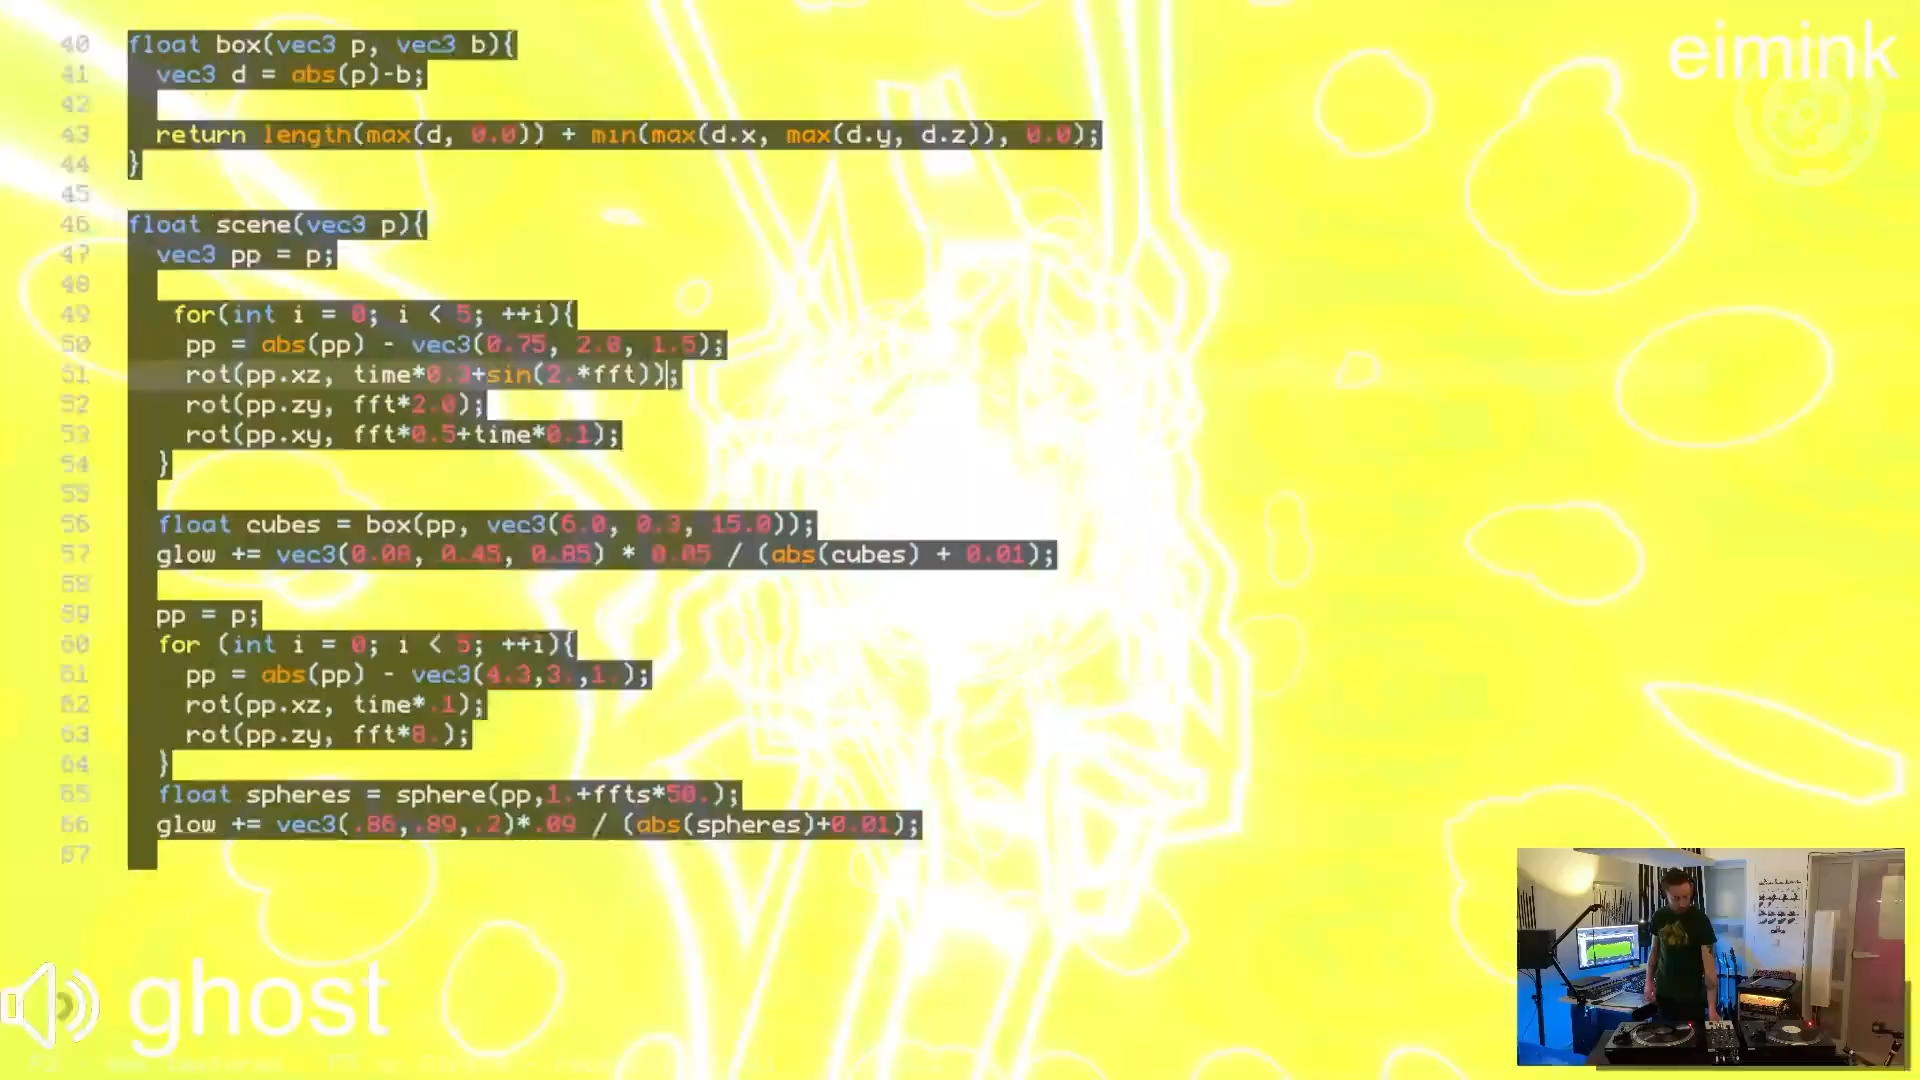 eimink
40 float box(vec3 p, vec3 b){
41 vec3 d = abs(p)-b;
42
43 return length(max(d, 0.0)) + min(max(d.x, max(d.y, d.z)), 0.0);
44 }
45
46 float scene(vec3 p){
47 vec3 pp = p;
48
49 for(int i = 0; i < 5; ++i){
50 pp = abs(pp) - vec3(0.75, 2.0, 1.5);
51 rot(pp.xz, time*0.3+sin(2.*fft));
52 rot(pp.zy, fft*2.0);
53 rot(pp.xy, fft*0.5+time*0.1);
54 }
55
56 float cubes = box(pp, vec3(6.0, 0.3, 15.0));
57 glow += vec3(0.08, 0.45, 0.85) * 0.05 / (abs(cubes) + 0.01);
58
59 pp = p;
60 for (int i = 0; i < 5; ++i){
61 pp = abs(pp) - vec3(4.3,3.,1.);
62 rot(pp.xz, time*.1);
63 rot(pp.zy, fft*8.);
64 }
65 float spheres = sphere(pp,1.+ffts*50.);
66 glow += vec3(.86,.89,.2)*.09 / (abs(spheres)+0.01);
67
ghost